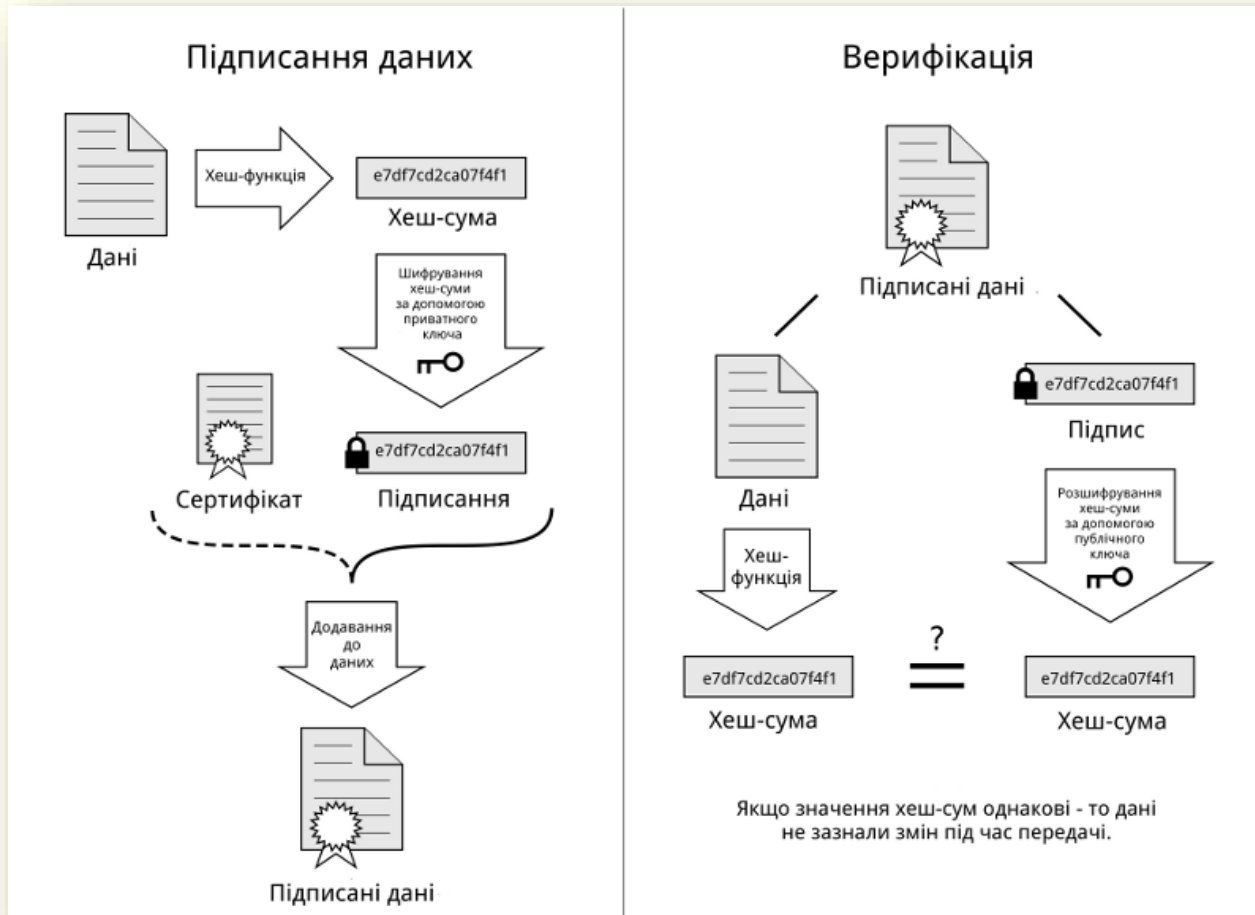 Підписання даних
Дані
Хеш-функція
e7df7cd2ca07f4f1
Хеш-сума
Шифрування
хеш-суми
за допомогою
приватного
ключа
Сертифікат
e7df7cd2ca07f4f1
Підписання
Додавання
до
даних
Підписані дані
Верифікація
Підписані дані
Дані
Хеш-
функція
e7df7cd2ca07f4f1
Хеш-сума
e7df7cd2ca07f4f1
Підпис
Розшифрування
хеш-суми
за допомогою
публічного
ключа
?
e7df7cd2ca07f4f1
Хеш-сума
Якщо значення хеш-сум однакові - то дані
не зазнали змін під час передачі.